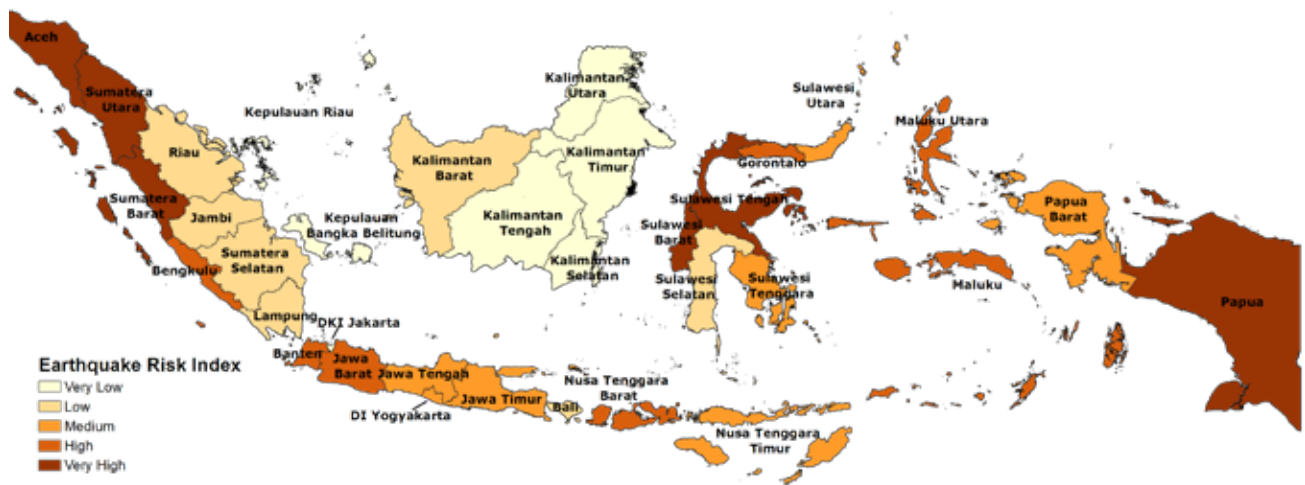 Aceh
Sumatera
Utara
Kepulauan Riau
Riau
Sumatera
Barat
Jambi
Kepulauan
Bangka Belitung
Sumatera
Selatan
Bengkulu
Lampung
DKI Jakarta
Banten
Jawa
Barat
Jawa Tengah
DI Yogyakarta
Jawa Timur
Bali
Nusa Tenggara
Barat
Nusa Tenggara
Timur
Kalimantan
Utara
Kalimantan
Barat
Kalimantan
Timur
Kalimantan
Tengah
Kalimantan
Selatan
Sulawesi
Utara
Gorontalo
Sulawesi Tengah
Sulawesi
Barat
Sulawesi
Selatan
Sulawesi
Tenggara
Maluku Utara
Maluku
Papua
Barat
Papua
Earthquake Risk Index
Very Low
Low
Medium
High
Very High